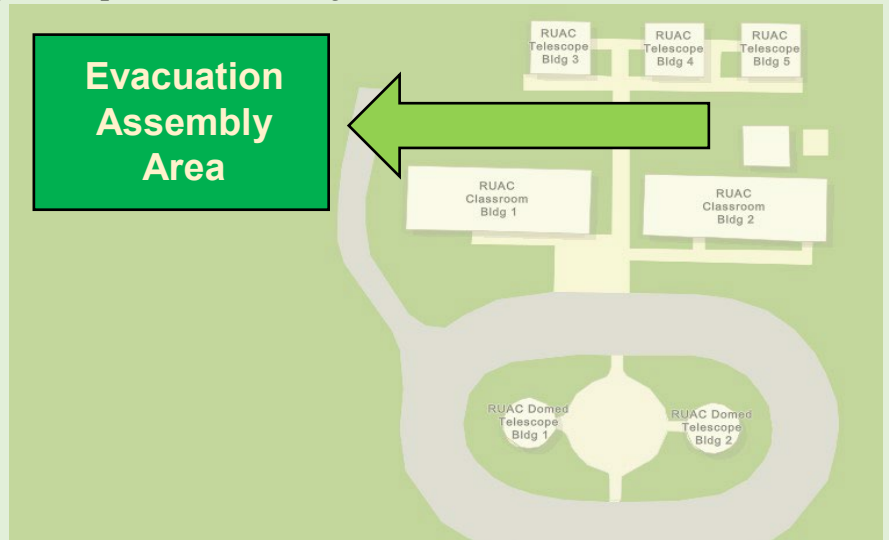 Evacuation
Assembly
Area
RUAC
Telescope
Bldg 3
RUAC
Telescope
Bldg 4
RUAC
Telescope
Bldg 5
RUAC
Classroom
Bldg 1
RUAC
Classroom
Bldg 2
RUAC Domed
Telescope
Bldg 1
RUAC Domed
Telescope
Bldg 2